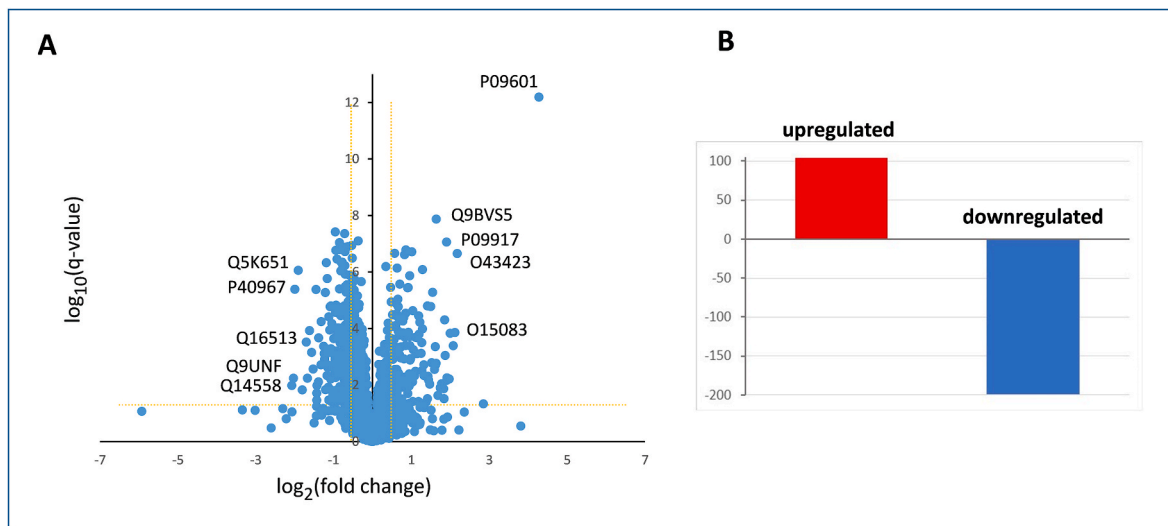 A
B
P09601
12
10
8
6
4
2
0
Q9BVS5
P09917
O43423
O15083
Q5K651
P40967
Q16513
Q9UNF
Q14558
log10(q-value)
-7
-5
-3
-1
1
3
5
7
log2(fold change)
upregulated
downregulated
100
50
0
-50
-100
-150
-200